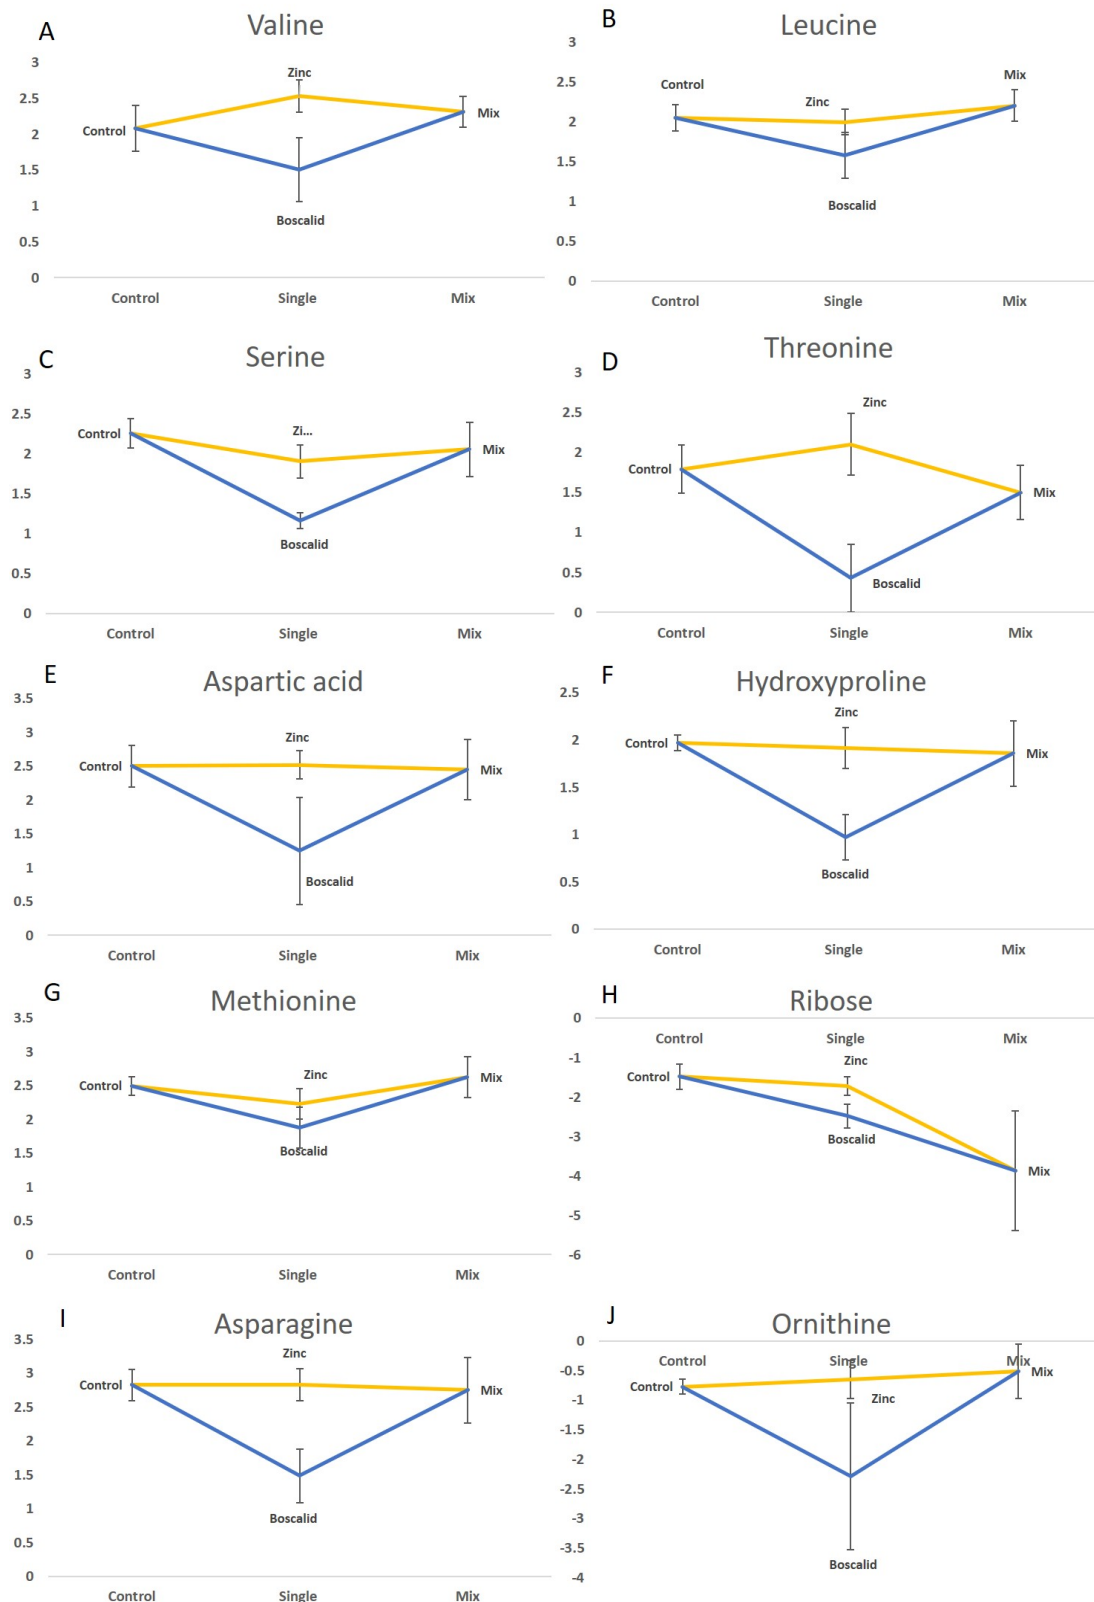 A
Valine
3
2.5
2
1.5
1
0.5
0
Control
Zinc
Boscalid
Mix
Control Single Mix
B
Leucine
3
2.5
2
1.5
1
0.5
0
Control
Zinc
Boscalid
Mix
Control Single Mix
C
Serine
3
2.5
2
1.5
1
0.5
0
Control
Zi...
Boscalid
Mix
Control Single Mix
D
Threonine
3
2.5
2
1.5
1
0.5
0
Control
Zinc
Boscalid
Mix
Control Single Mix
E
Aspartic acid
3.5
3
2.5
2
1.5
1
0.5
0
Control
Zinc
Boscalid
Mix
Control Single Mix
F
Hydroxyproline
2.5
2
1.5
1
0.5
0
Control
Zinc
Boscalid
Mix
Control Single Mix
G
Methionine
3.5
3
2.5
2
1.5
1
0.5
0
Control
Zinc
Boscalid
Mix
Control Single Mix
H
Ribose
0
-1
-2
-3
-4
-5
-6
Control Single Mix
Control
Zinc
Boscalid
Mix
I
Asparagine
3.5
3
2.5
2
1.5
1
0.5
0
Control
Zinc
Boscalid
Mix
Control Single Mix
J
Ornithine
0
-0.5
-1
-1.5
-2
-2.5
-3
-3.5
-4
Control Single Mix
Control
Zinc
Boscalid
Mix